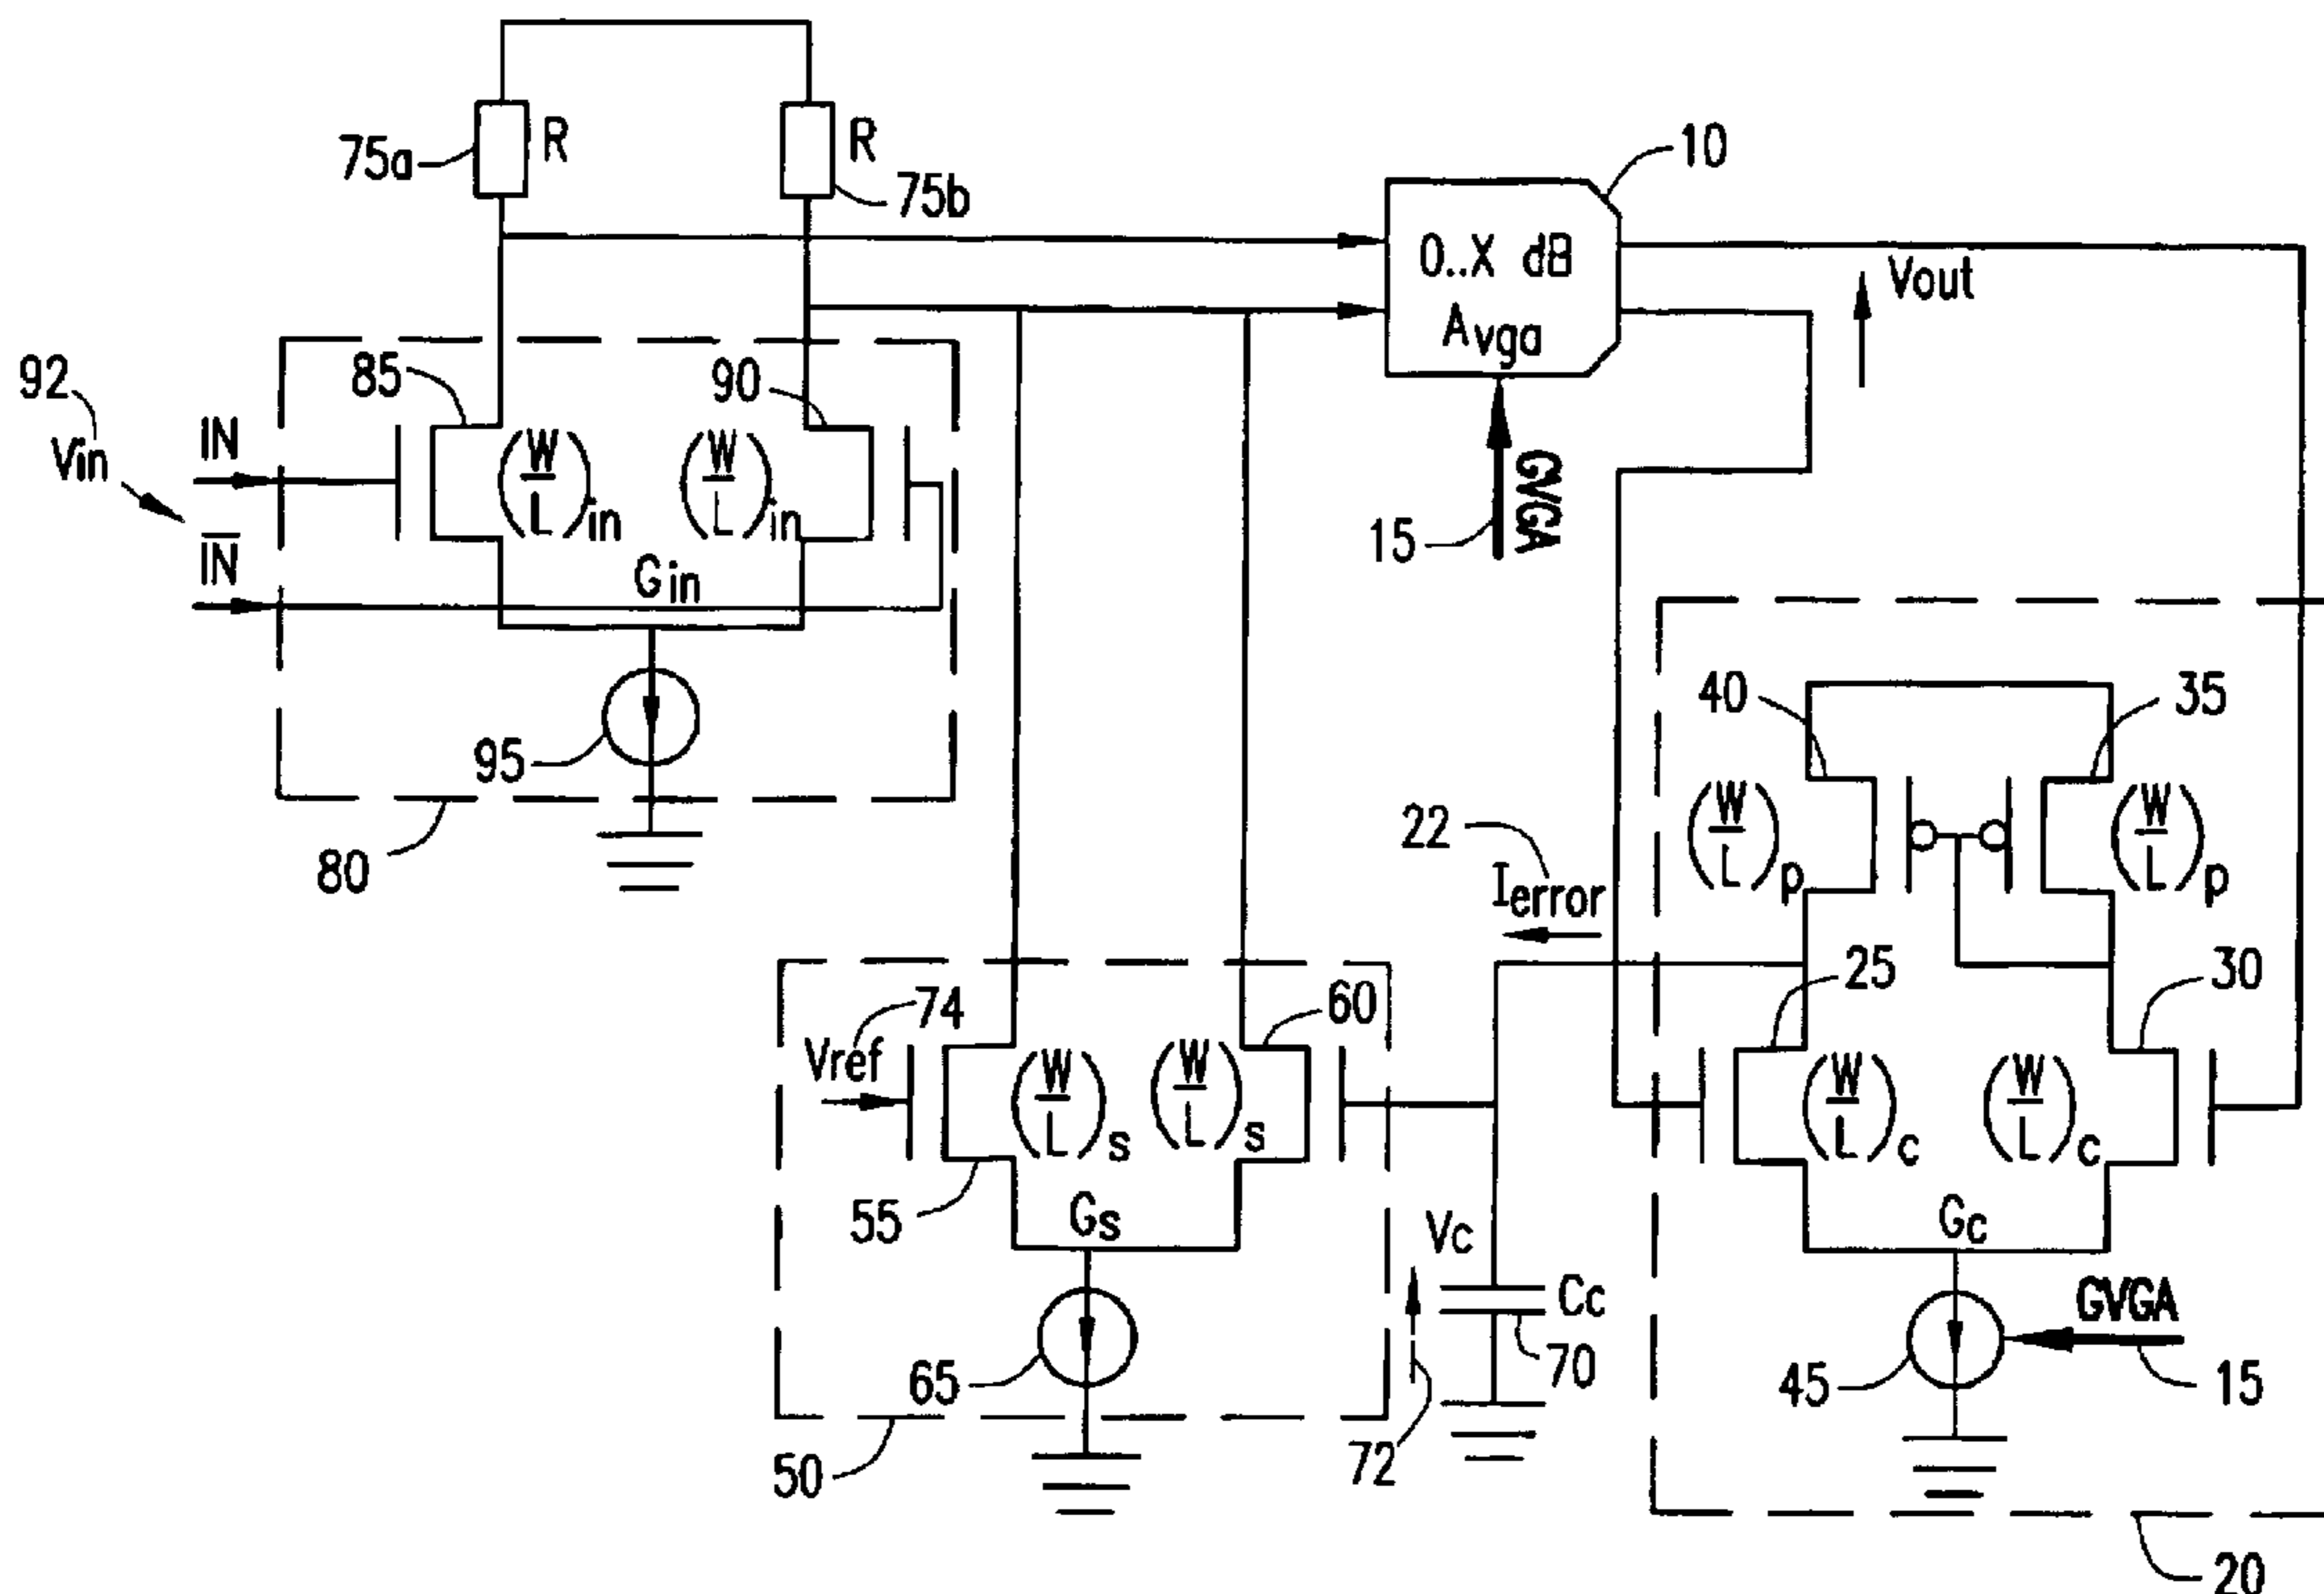 75a
R
R
75b
10
0..X dB
Avga
Vout
92
Vin
IN
IN
85
90
(W/L)in
(W/L)in
Gin
15
GVGA
95
80
40
35
(W/L)p
(W/L)p
22
Ierror
25
30
74
Vref
60
(W/L)s
(W/L)s
(W/L)c
(W/L)c
55
Gs
Vc
Cc
70
Gc
GVGA
65
72
45
15
50
20